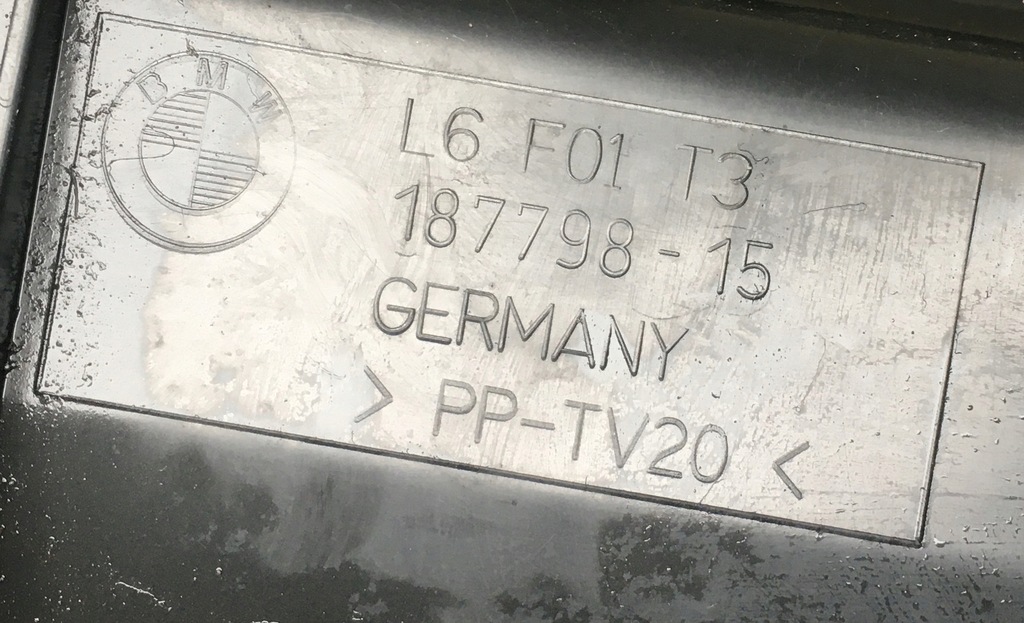 BMW
L6 F01 T3
187798-15
GERMANY
> PP-TV20 <